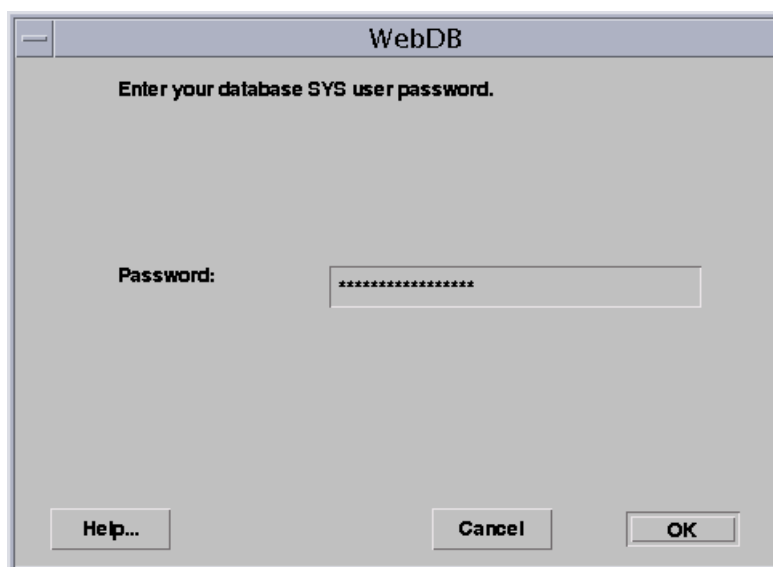 WebDB
Enter your database SYS user password.
Password:
*****************
Help...
Cancel
OK